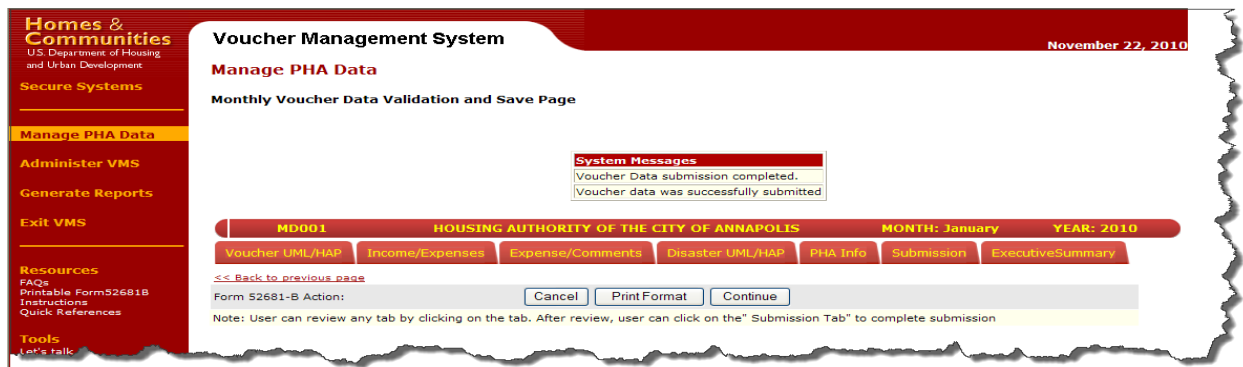 Homes &
Communities
U.S. Department of Housing
and Urban Development
Secure Systems
Manage PHA Data
Administer VMS
Generate Reports
Exit VMS
Resources
FAQs
Printable Form52681B
Instructions
Quick References
Tools
Let's talk
Voucher Management System
November 22, 2010
Manage PHA Data
Monthly Voucher Data Validation and Save Page
System Messages
Voucher Data submission completed.
Voucher data was successfully submitted
MD001 HOUSING AUTHORITY OF THE CITY OF ANNAPOLIS MONTH: January YEAR: 2010
Voucher UML/HAP Income/Expenses Expense/Comments Disaster UML/HAP PHA Info Submission ExecutiveSummary
<< Back to previous page
Form 52681-B Action: Cancel Print Format Continue
Note: User can review any tab by clicking on the tab. After review, user can click on the" Submission Tab" to complete submission